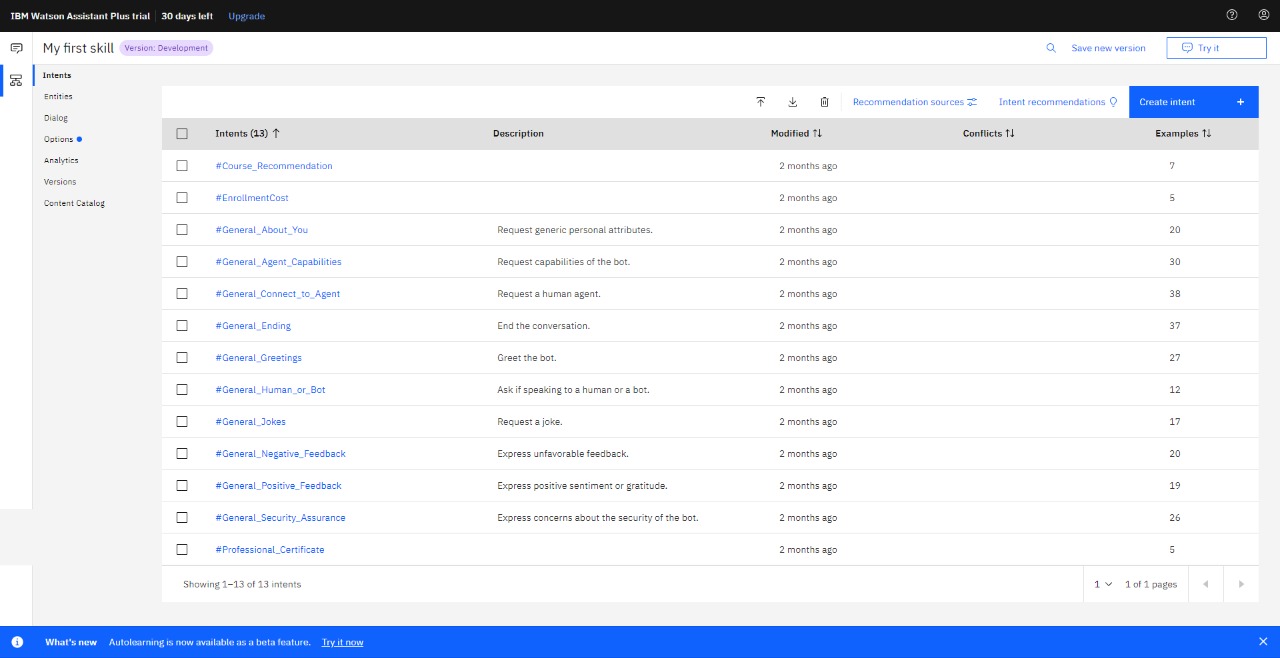 IBM Watson Assistant Plus trial 30 days left Upgrade
My first skill Version: Development Save new version Try it
Intents
Entities
Dialog
Options
Analytics
Versions
Content Catalog
Recommendation sources Intent recommendations Create intent +
Intents (13) ↑ Description Modified ↑↓ Conflicts ↑↓ Examples ↑↓
#Course_Recommendation 2 months ago 7
#EnrollmentCost 2 months ago 5
#General_About_You Request generic personal attributes. 2 months ago 20
#General_Agent_Capabilities Request capabilities of the bot. 2 months ago 30
#General_Connect_to_Agent Request a human agent. 2 months ago 38
#General_Ending End the conversation. 2 months ago 37
#General_Greetings Greet the bot. 2 months ago 27
#General_Human_or_Bot Ask if speaking to a human or a bot. 2 months ago 12
#General_Jokes Request a joke. 2 months ago 17
#General_Negative_Feedback Express unfavorable feedback. 2 months ago 20
#General_Positive_Feedback Express positive sentiment or gratitude. 2 months ago 19
#General_Security_Assurance Express concerns about the security of the bot. 2 months ago 26
#Professional_Certificate 2 months ago 5
Showing 1–13 of 13 intents 1 1 of 1 pages
What's new Autolearning is now available as a beta feature. Try it now